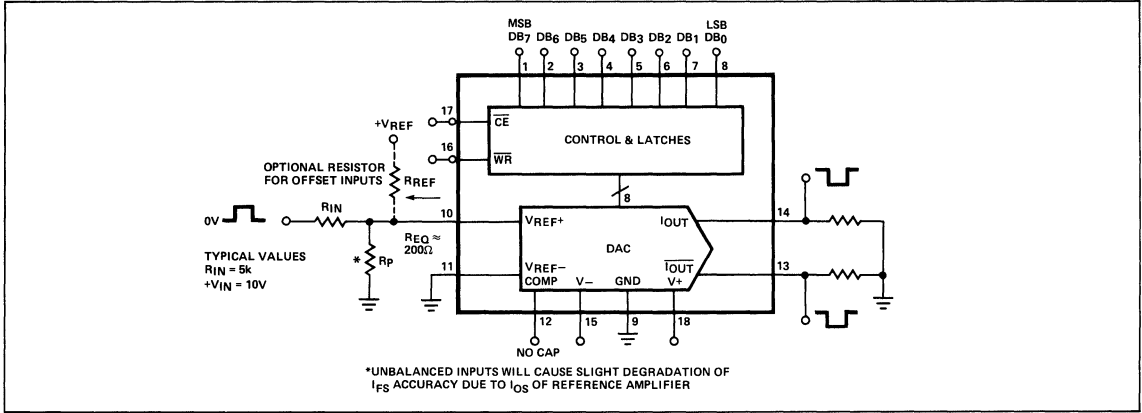 MSB LSB
DB7 DB6 DB5 DB4 DB3 DB2 DB1 DB0
1 2 3 4 5 6 7 8
17
CE
+VREF
CONTROL & LATCHES
16
WR
OPTIONAL RESISTOR
FOR OFFSET INPUTS
RREF
8
RIN
0V
10
VREF+
IOUT
14
REQ ≈
200Ω
DAC
* RP
TYPICAL VALUES
RIN = 5k
+VIN = 10V
11
VREF−
IOUT
13
COMP V− GND V+
12 15 9 18
NO CAP
*UNBALANCED INPUTS WILL CAUSE SLIGHT DEGRADATION OF
IFS ACCURACY DUE TO IOS OF REFERENCE AMPLIFIER